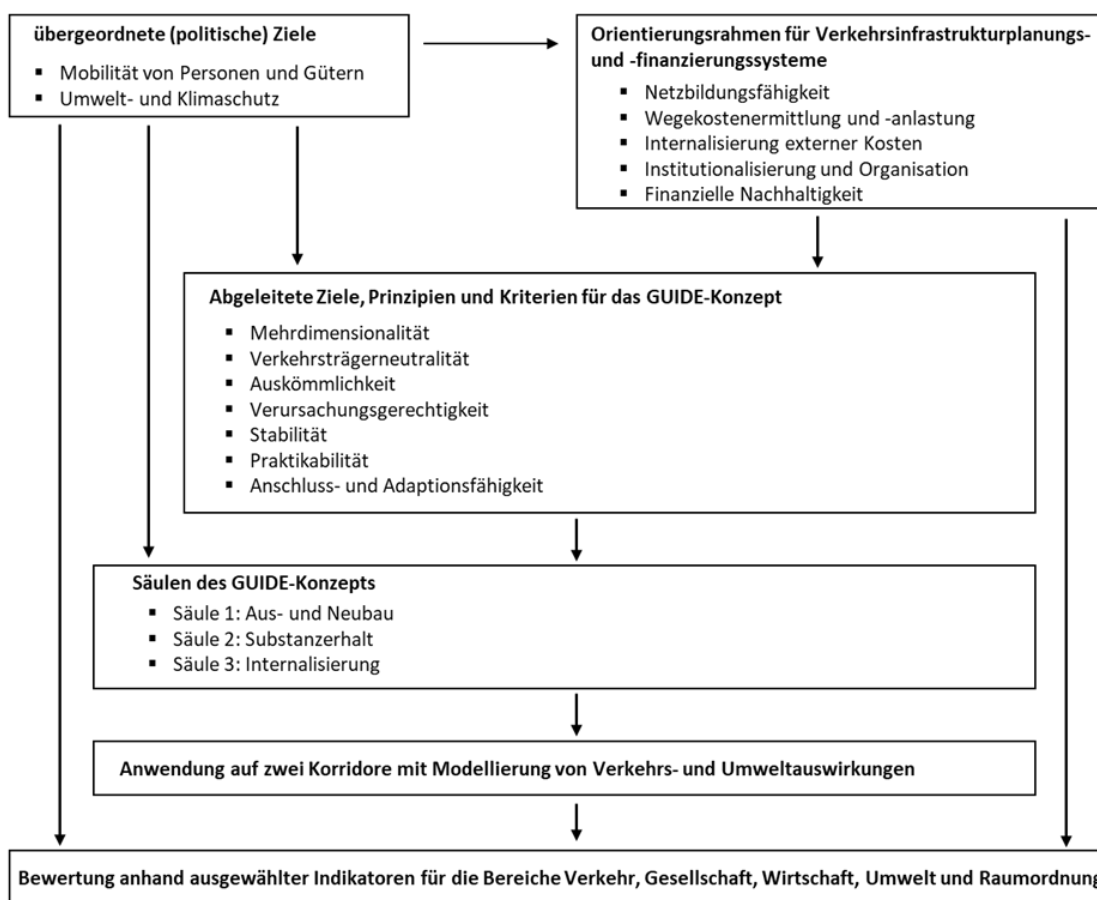 übergeordnete (politische) Ziele
▪ Mobilität von Personen und Gütern
▪ Umwelt- und Klimaschutz
Orientierungsrahmen für Verkehrsinfrastrukturplanungs-
und -finanzierungssysteme
▪ Netzbildungsfähigkeit
▪ Wegekostenermittlung und -anlastung
▪ Internalisierung externer Kosten
▪ Institutionalisierung und Organisation
▪ Finanzielle Nachhaltigkeit
Abgeleitete Ziele, Prinzipien und Kriterien für das GUIDE-Konzept
▪ Mehrdimensionalität
▪ Verkehrsträgerneutralität
▪ Auskömmlichkeit
▪ Verursachungsgerechtigkeit
▪ Stabilität
▪ Praktikabilität
▪ Anschluss- und Adaptionsfähigkeit
Säulen des GUIDE-Konzepts
▪ Säule 1: Aus- und Neubau
▪ Säule 2: Substanzerhalt
▪ Säule 3: Internalisierung
Anwendung auf zwei Korridore mit Modellierung von Verkehrs- und Umweltauswirkungen
Bewertung anhand ausgewählter Indikatoren für die Bereiche Verkehr, Gesellschaft, Wirtschaft, Umwelt und Raumordnung